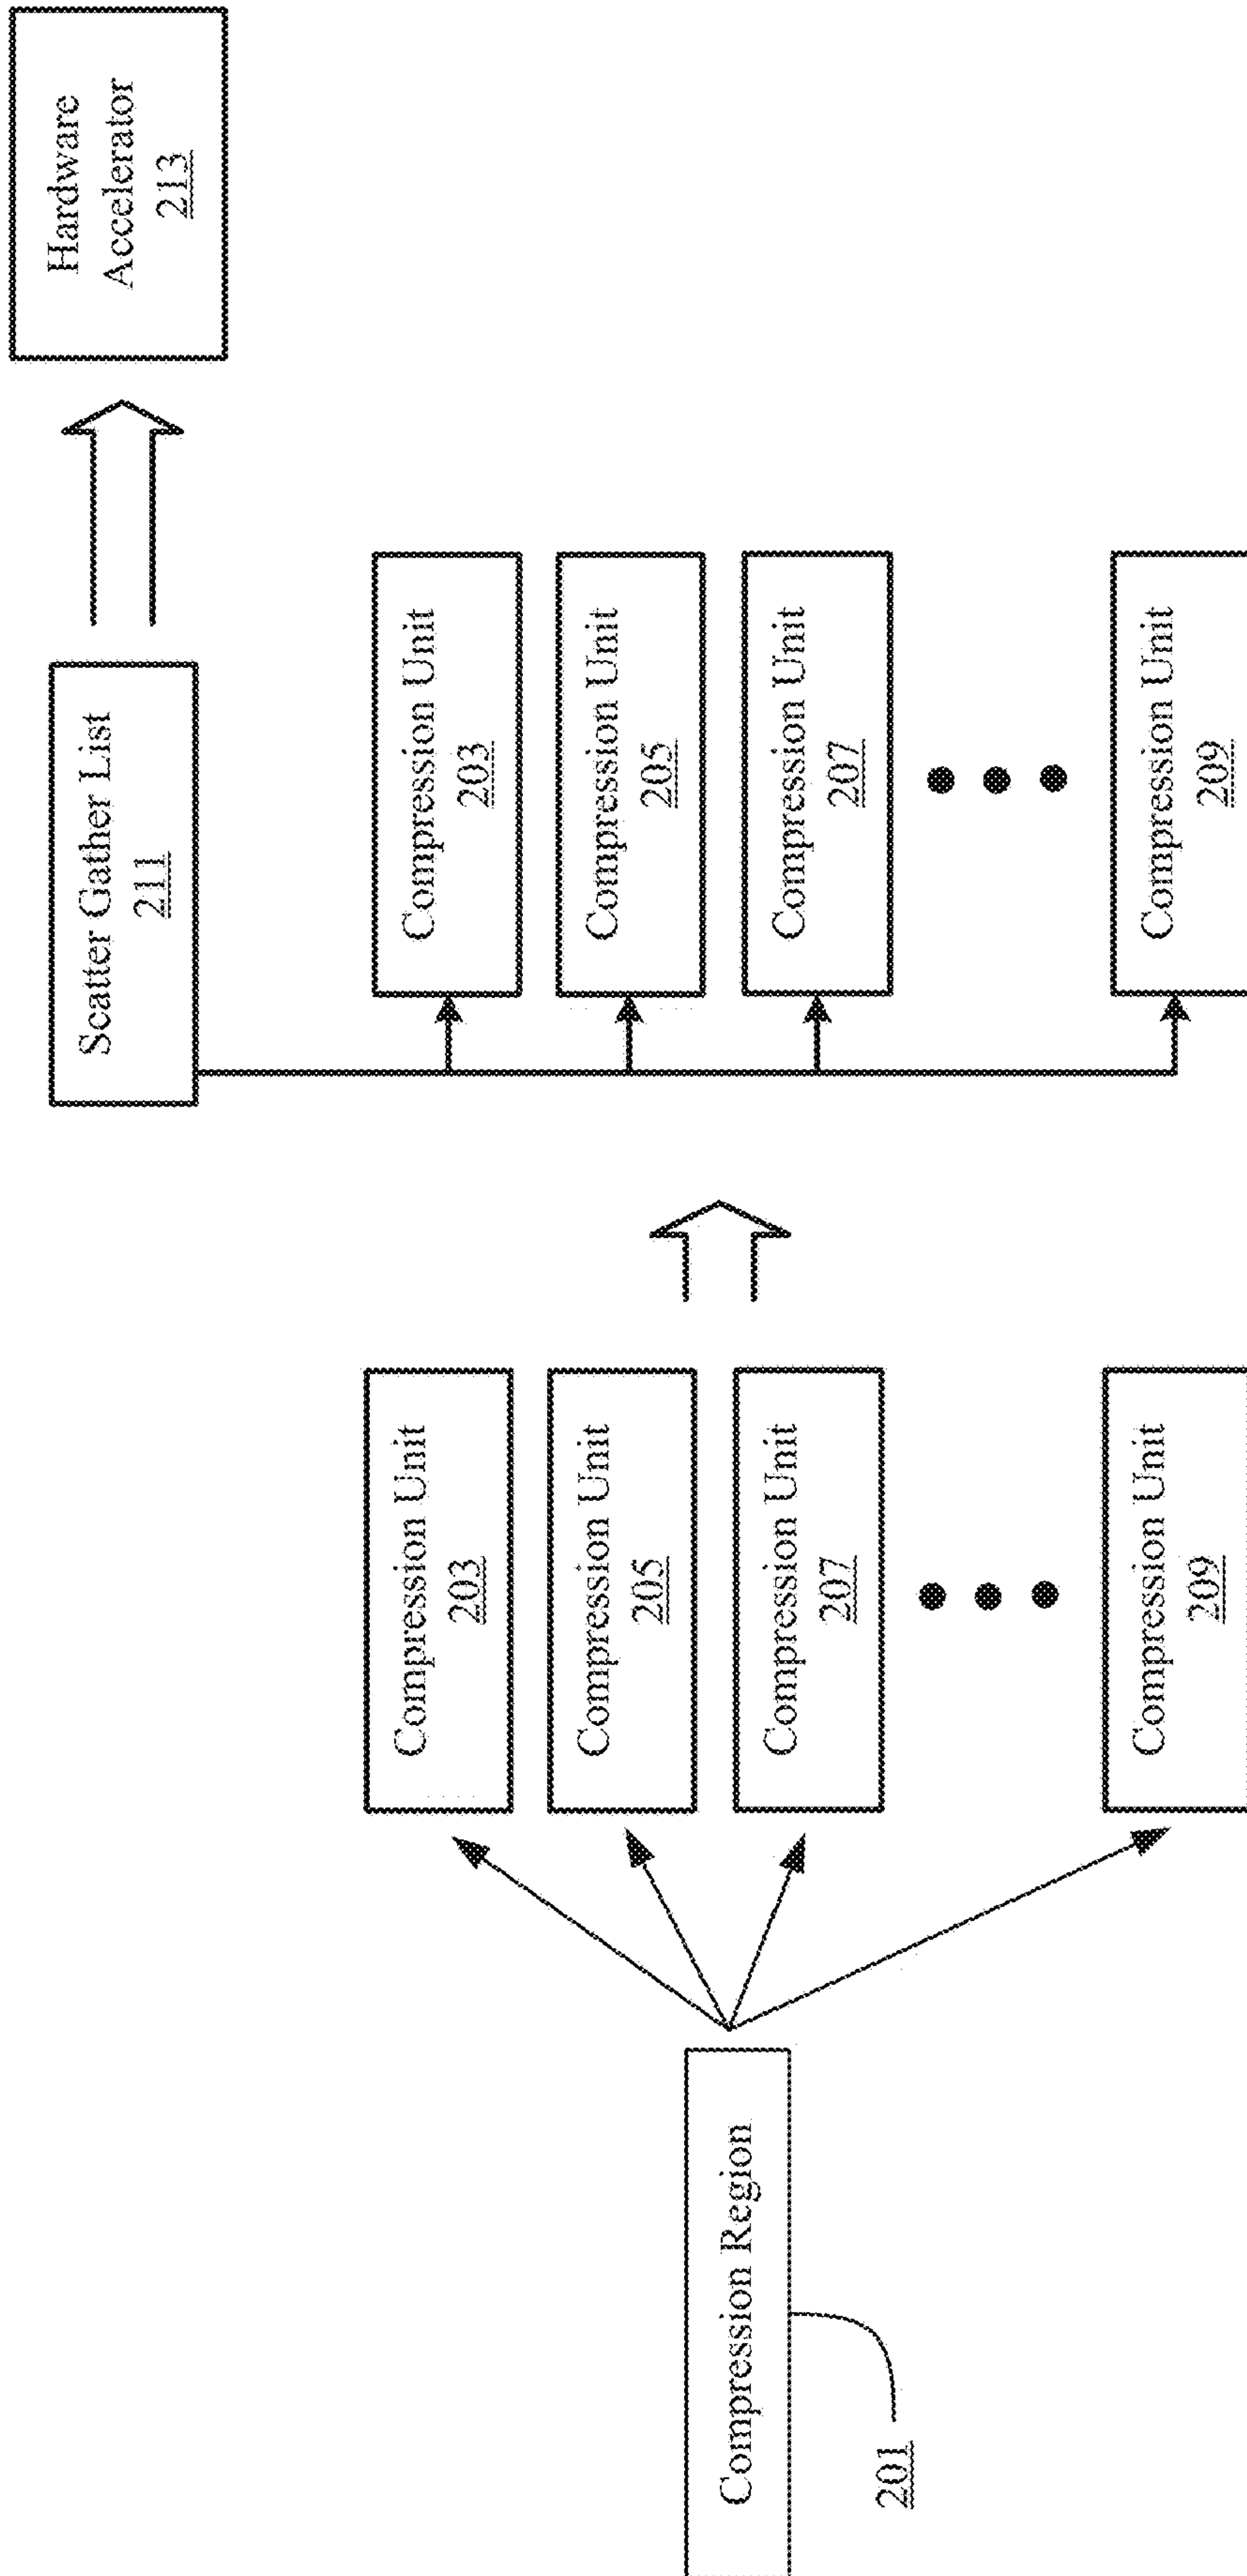 Compression Region
201
Compression Unit
203
Compression Unit
205
Compression Unit
207
Compression Unit
209
Scatter Gather List
211
Compression Unit
203
Compression Unit
205
Compression Unit
207
Compression Unit
209
Hardware
Accelerator
213